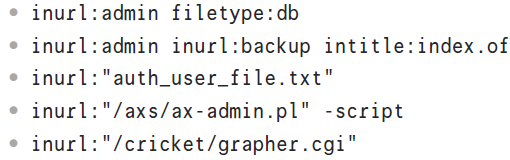 inurl:admin filetype:db
inurl:admin inurl:backup intitle:index.of
inurl:"auth_user_file.txt"
inurl:"/axs/ax-admin.pl" -script
inurl:"/cricket/grapher.cgi"